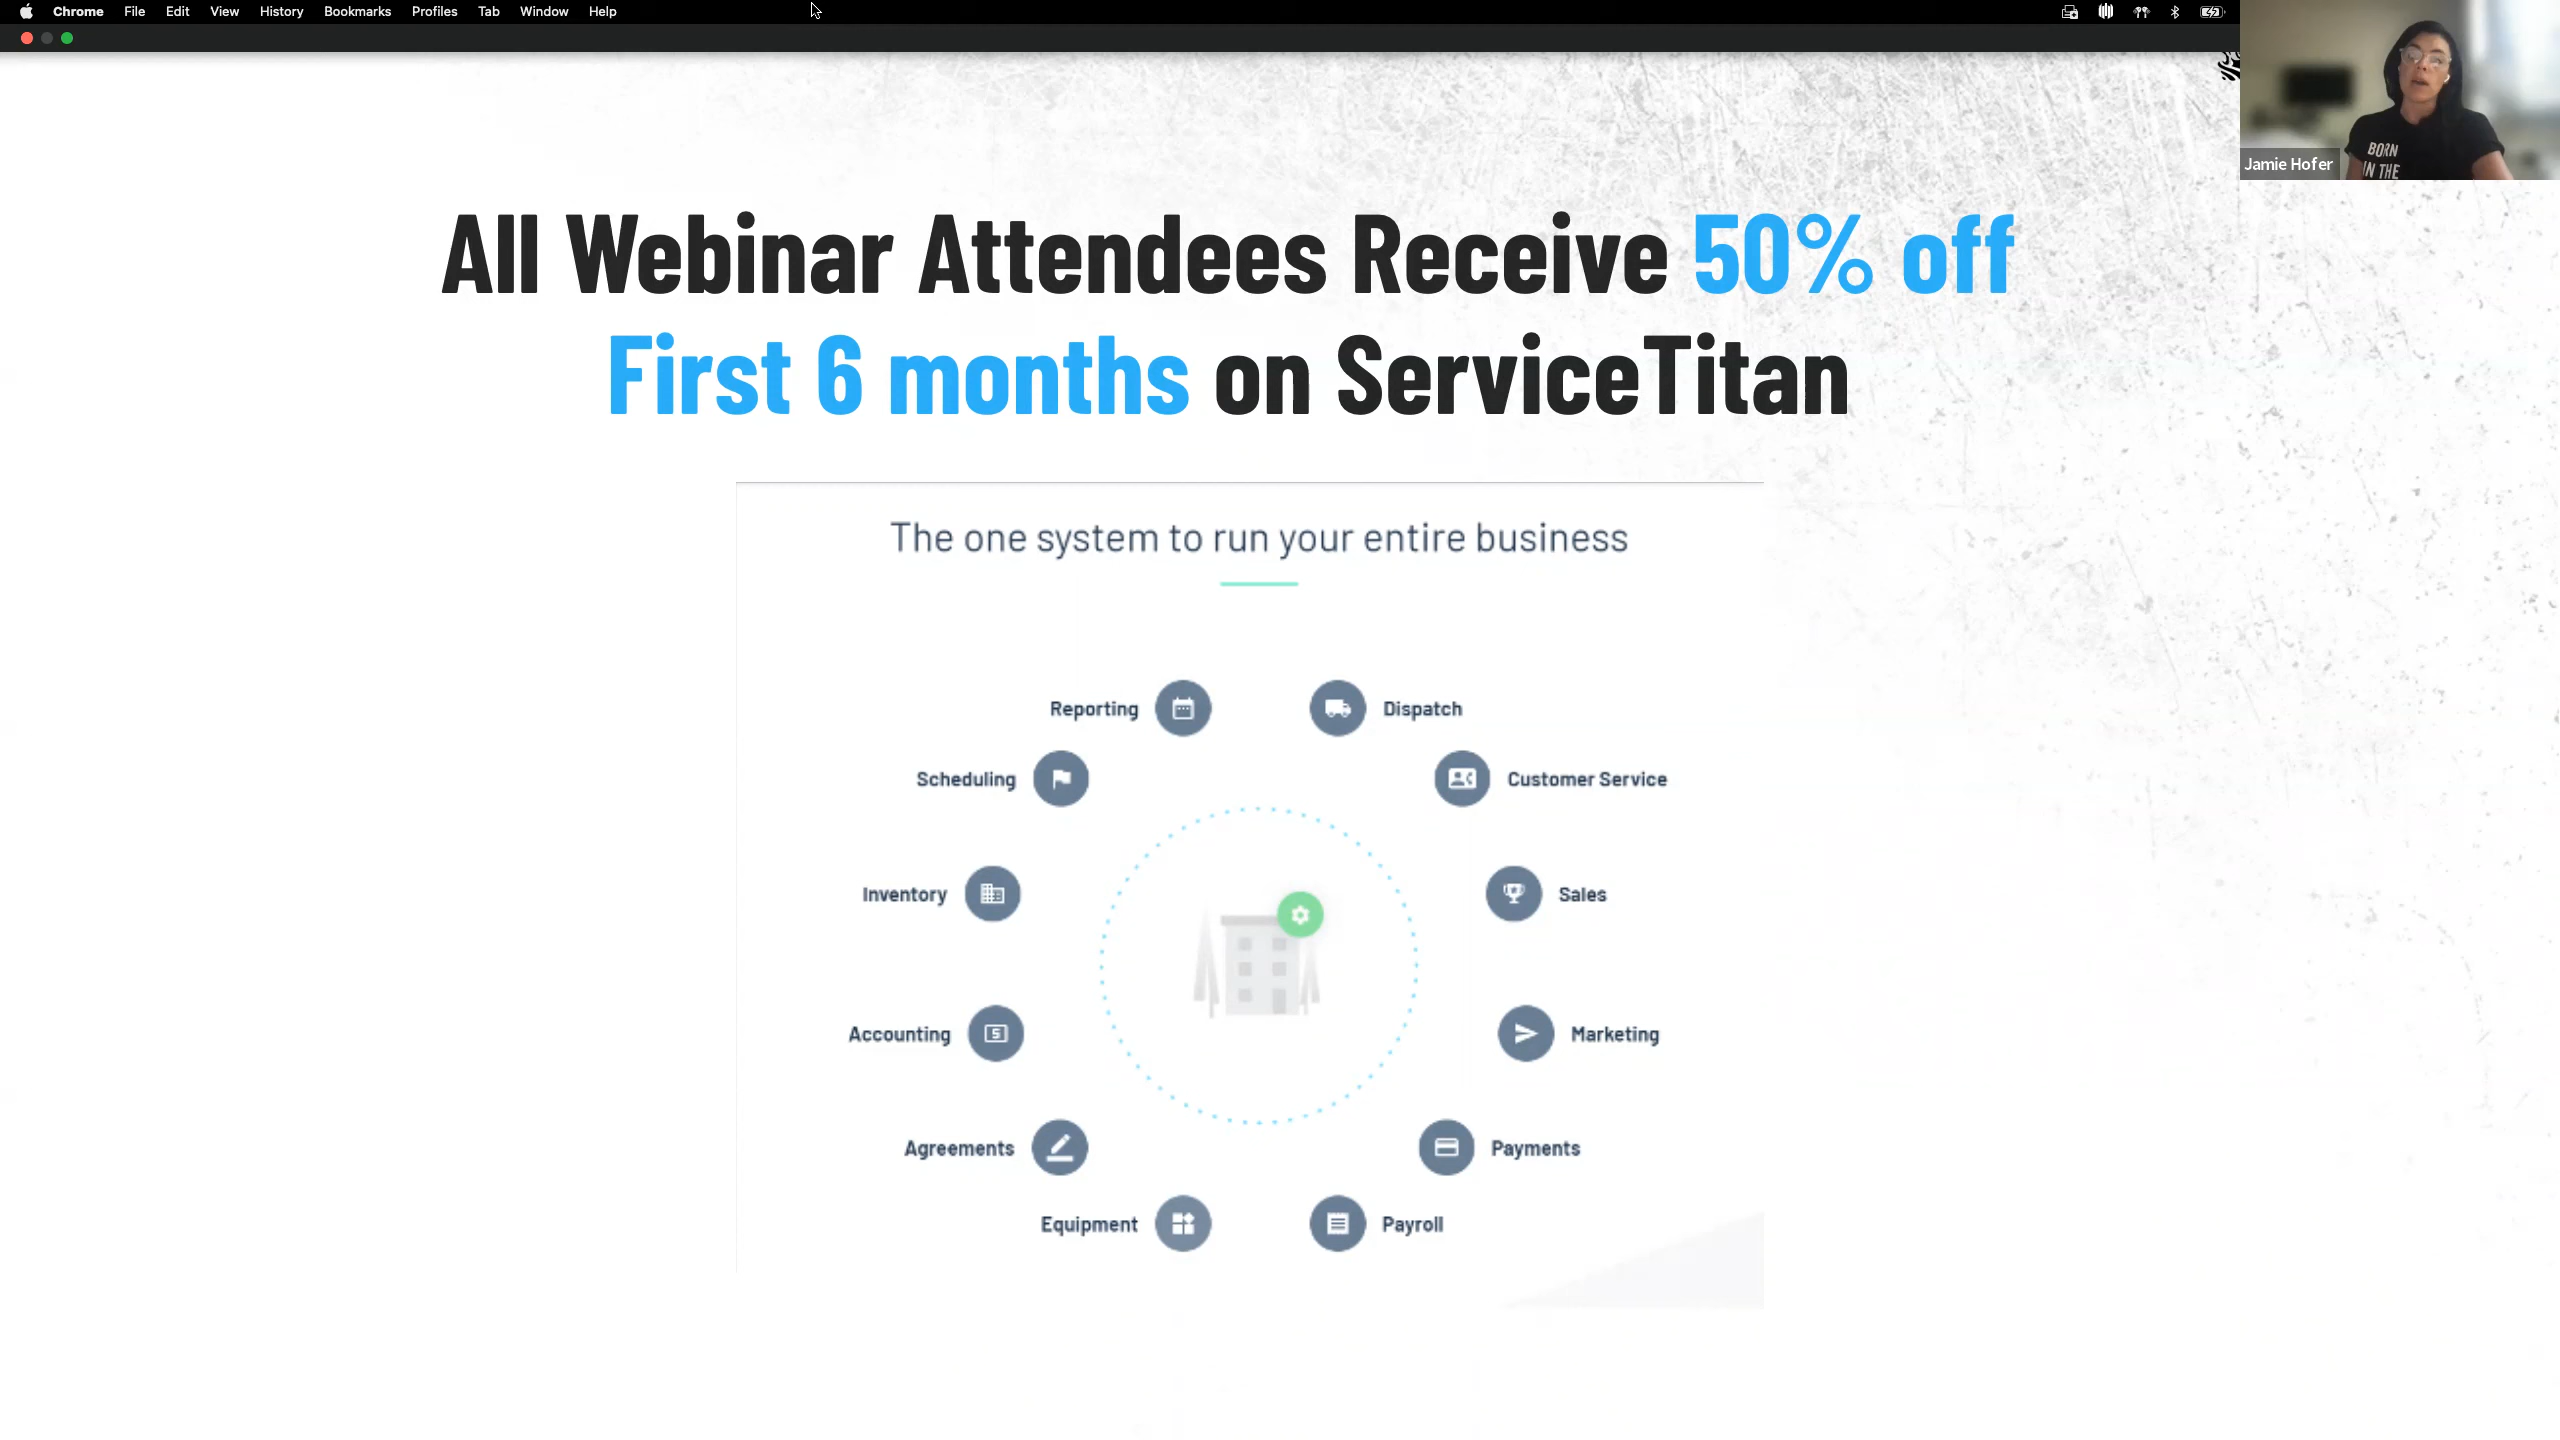 Chrome File Edit View History Bookmarks Profiles Tab Window Help
Jamie Hofer
BORN
IN THE
All Webinar Attendees Receive 50% off
First 6 months on ServiceTitan
The one system to run your entire business
Reporting
Dispatch
Scheduling
Customer Service
Inventory
Sales
Accounting
Marketing
Agreements
Payments
Equipment
Payroll